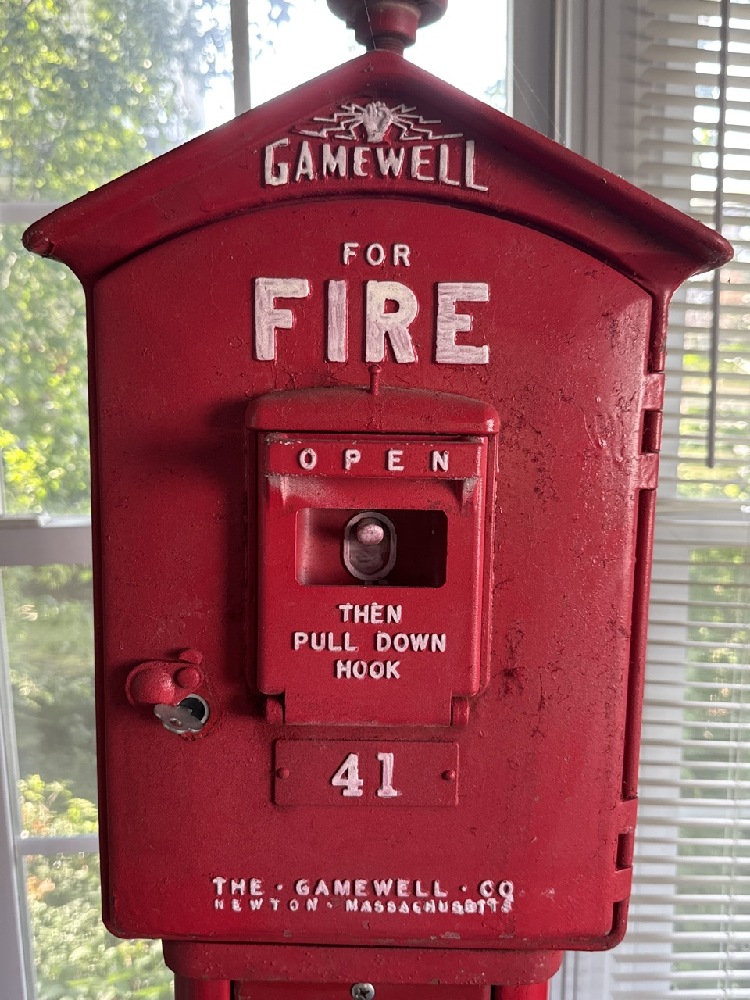 GAMEWELL
FOR
FIRE
OPEN
THEN
PULL DOWN
HOOK
41
THE · GAMEWELL · CO
NEWTON · MASSACHUSETTS